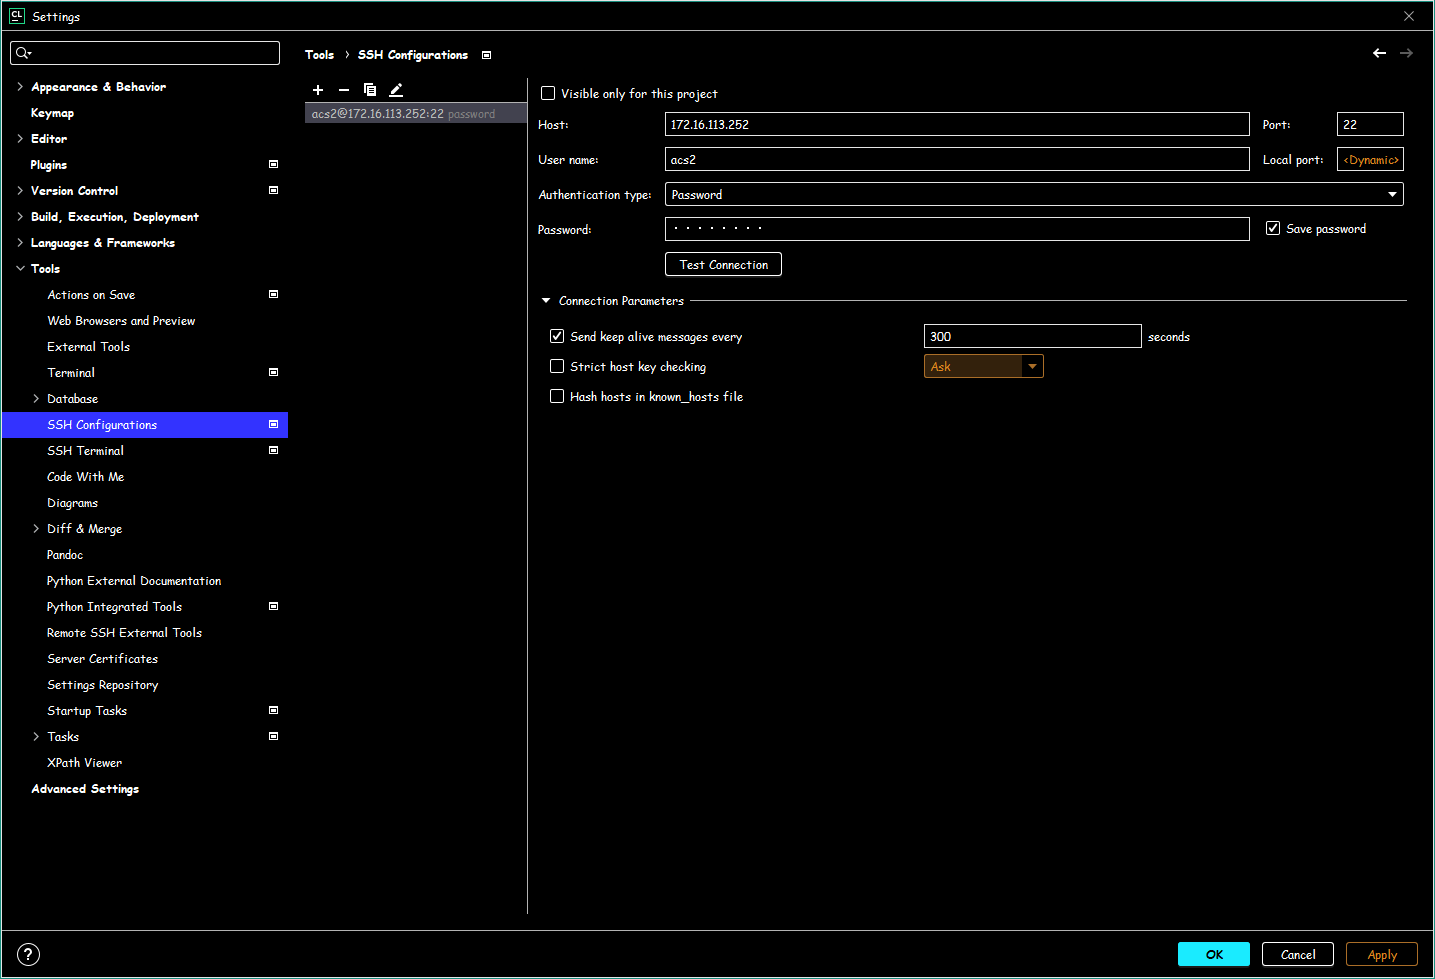 CL Settings
Tools › SSH Configurations
Appearance & Behavior
Keymap
Editor
Plugins
Version Control
Build, Execution, Deployment
Languages & Frameworks
Tools
Actions on Save
Web Browsers and Preview
External Tools
Terminal
Database
SSH Configurations
SSH Terminal
Code With Me
Diagrams
Diff & Merge
Pandoc
Python External Documentation
Python Integrated Tools
Remote SSH External Tools
Server Certificates
Settings Repository
Startup Tasks
Tasks
XPath Viewer
Advanced Settings
acs2@172.16.113.252:22 password
Visible only for this project
Host: 172.16.113.252 Port: 22
User name: acs2 Local port: <Dynamic>
Authentication type: Password
Password: ········ Save password
Test Connection
Connection Parameters
Send keep alive messages every 300 seconds
Strict host key checking Ask
Hash hosts in known_hosts file
? OK Cancel Apply